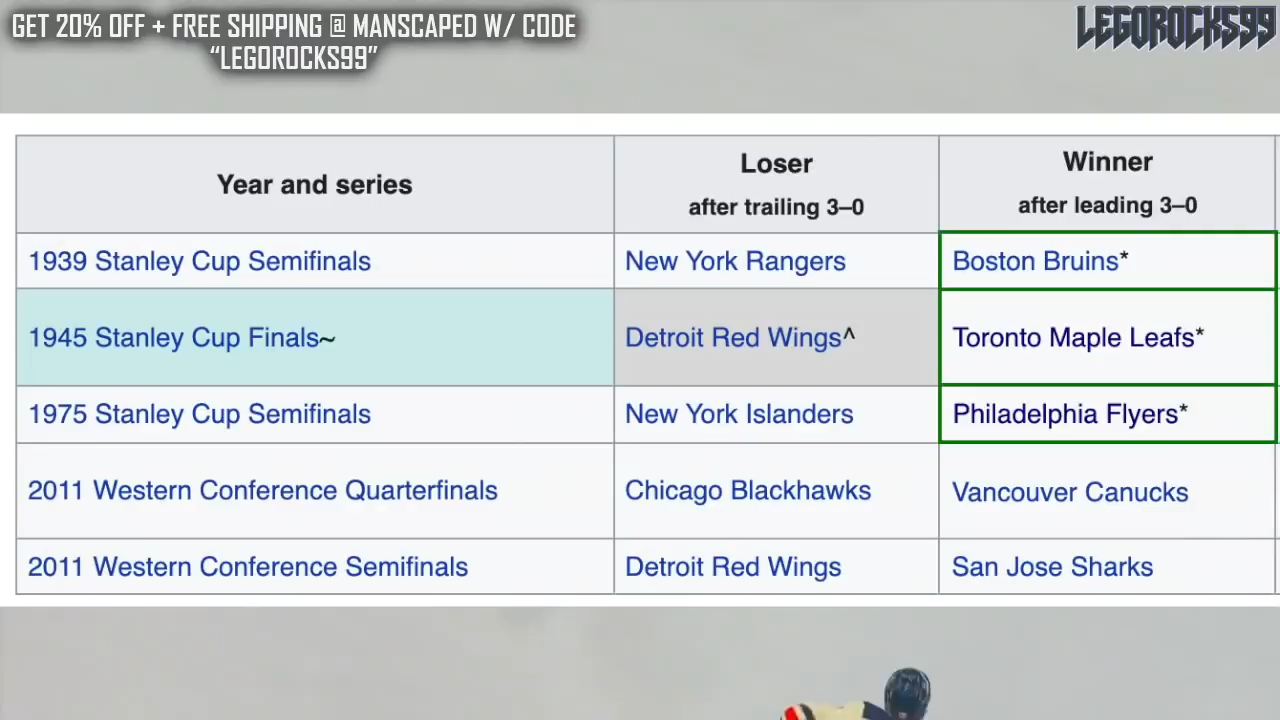 GET 20% OFF + FREE SHIPPING @ MANSCAPED W/ CODE
“LEGOROCKS99”
LEGOROCKS99
Year and series
Loser
after trailing 3–0
Winner
after leading 3–0
1939 Stanley Cup Semifinals
New York Rangers
Boston Bruins*
1945 Stanley Cup Finals~
Detroit Red Wings^
Toronto Maple Leafs*
1975 Stanley Cup Semifinals
New York Islanders
Philadelphia Flyers*
2011 Western Conference Quarterfinals
Chicago Blackhawks
Vancouver Canucks
2011 Western Conference Semifinals
Detroit Red Wings
San Jose Sharks